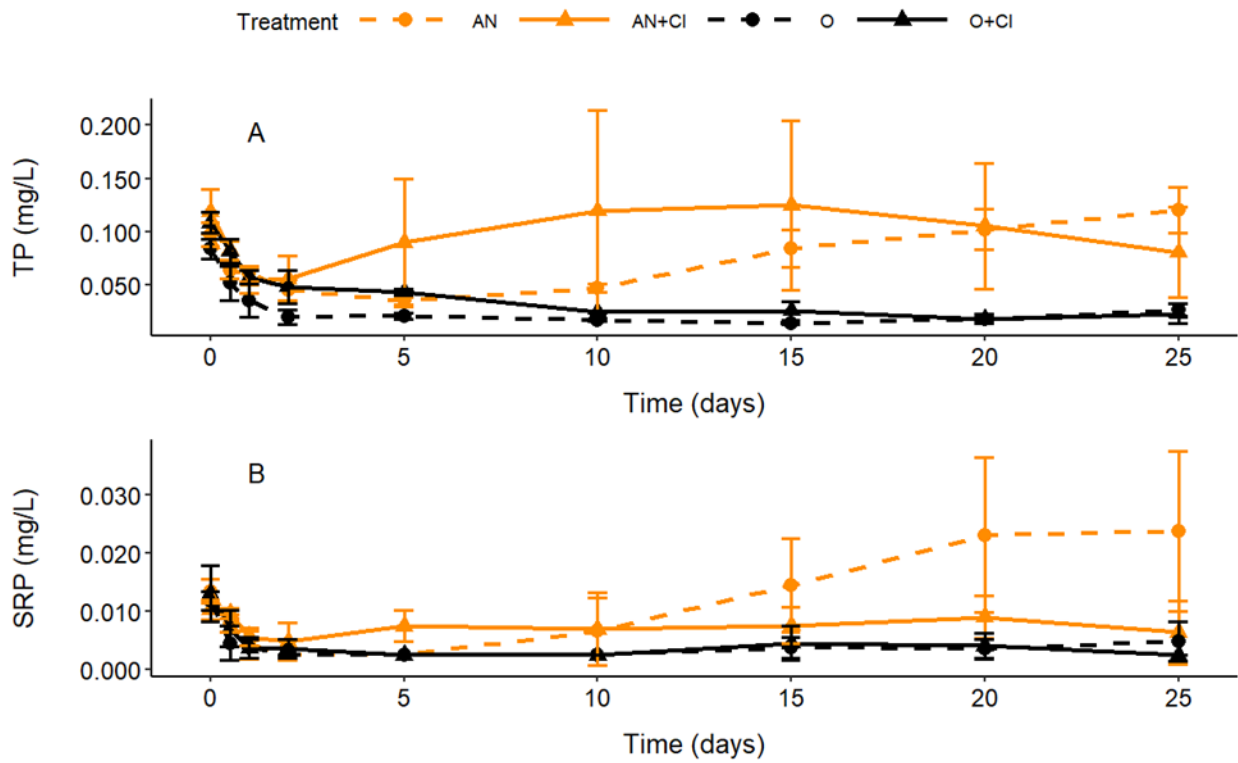 Treatment AN AN+Cl O O+Cl
A
TP (mg/L)
0.200
0.150
0.100
0.050
0 5 10 15 20 25
Time (days)
B
SRP (mg/L)
0.030
0.020
0.010
0.000
0 5 10 15 20 25
Time (days)